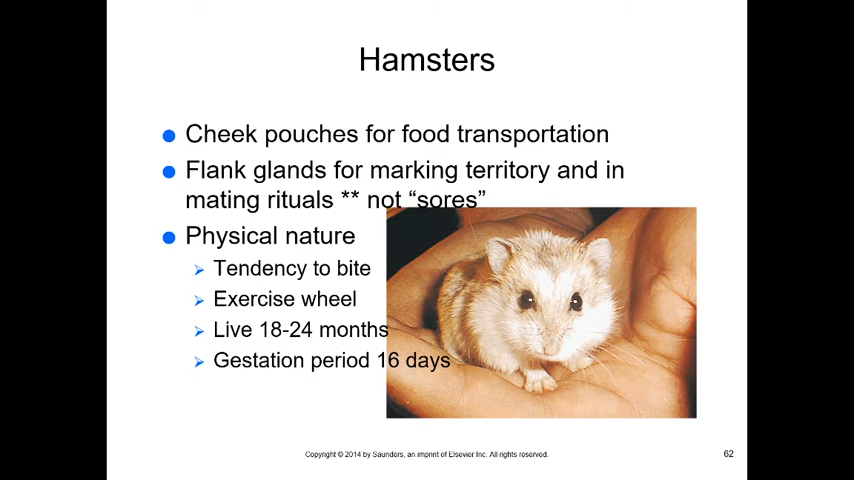 Hamsters
Cheek pouches for food transportation
Flank glands for marking territory and in
mating rituals ** not “sores”
Physical nature
Tendency to bite
Exercise wheel
Live 18-24 months
Gestation period 16 days
Copyright © 2014 by Saunders, an imprint of Elsevier Inc. All rights reserved.
62